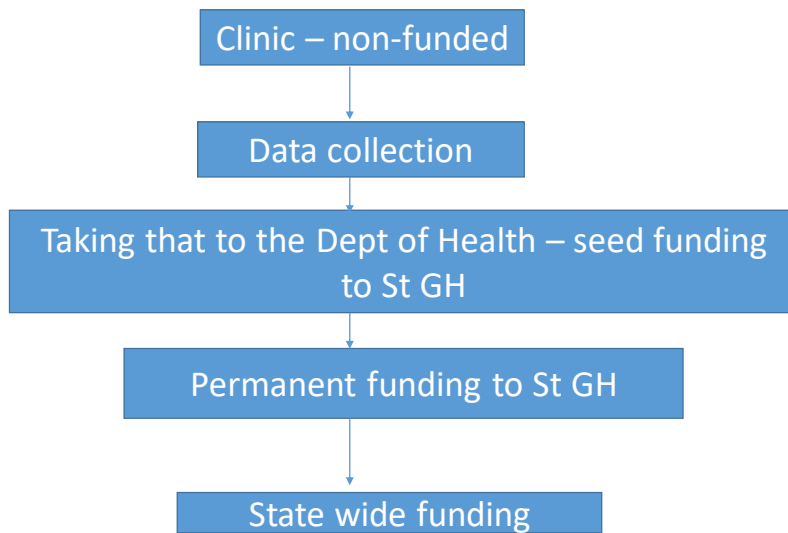 Clinic – non-funded
Data collection
Taking that to the Dept of Health – seed funding
to St GH
Permanent funding to St GH
State wide funding